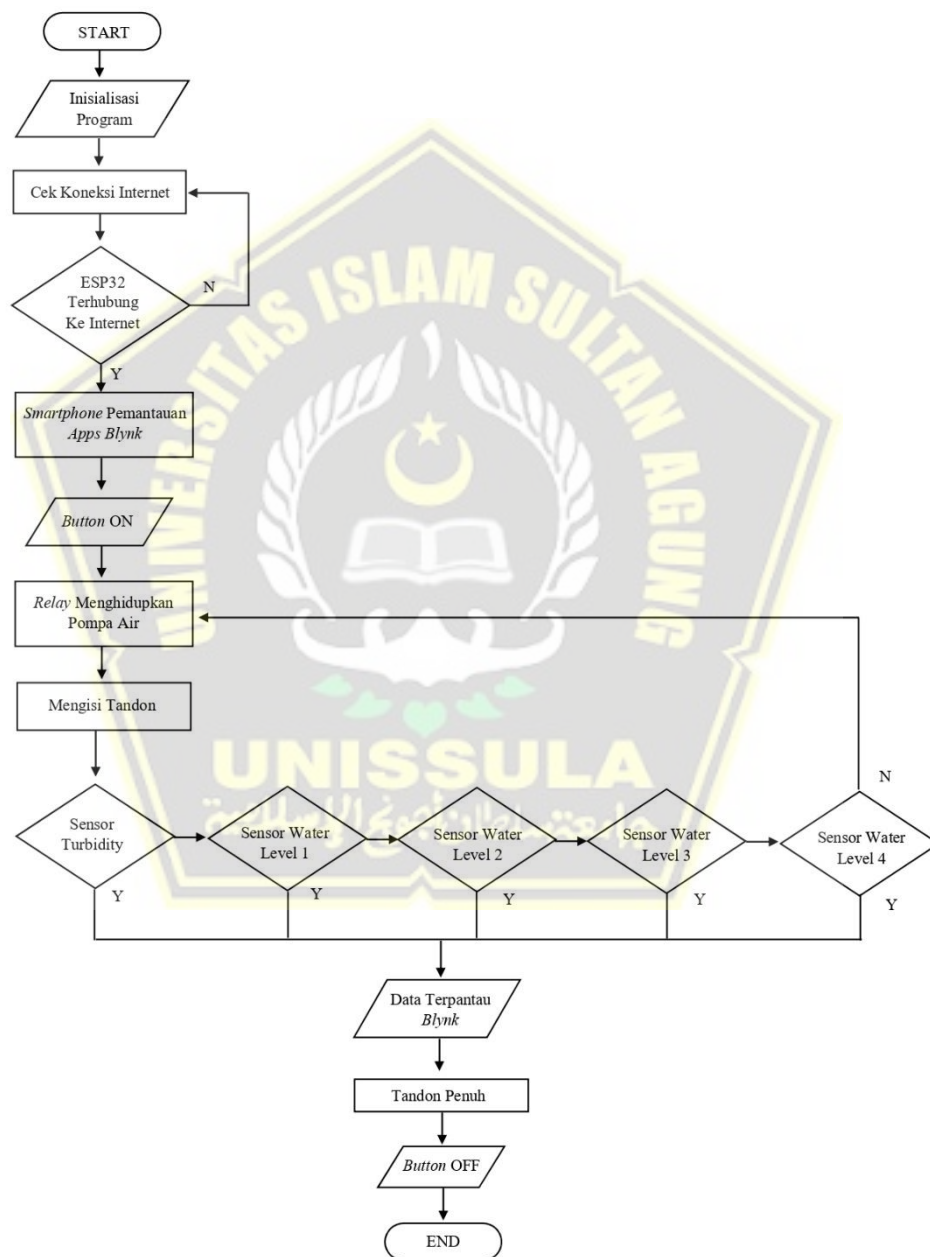 START
Inisialisasi
Program
Cek Koneksi Internet
ESP32
Terhubung
Ke Internet
N
Y
Smartphone Pemantauan
Apps Blynk
Button ON
Relay Menghidupkan
Pompa Air
Mengisi Tandon
Sensor
Turbidity
Y
Sensor Water
Level 1
Y
Sensor Water
Level 2
Y
Sensor Water
Level 3
Y
N
Sensor Water
Level 4
Y
Data Terpantau
Blynk
Tandon Penuh
Button OFF
END
UNIVERSITAS ISLAM SULTAN AGUNG
UNISSULA